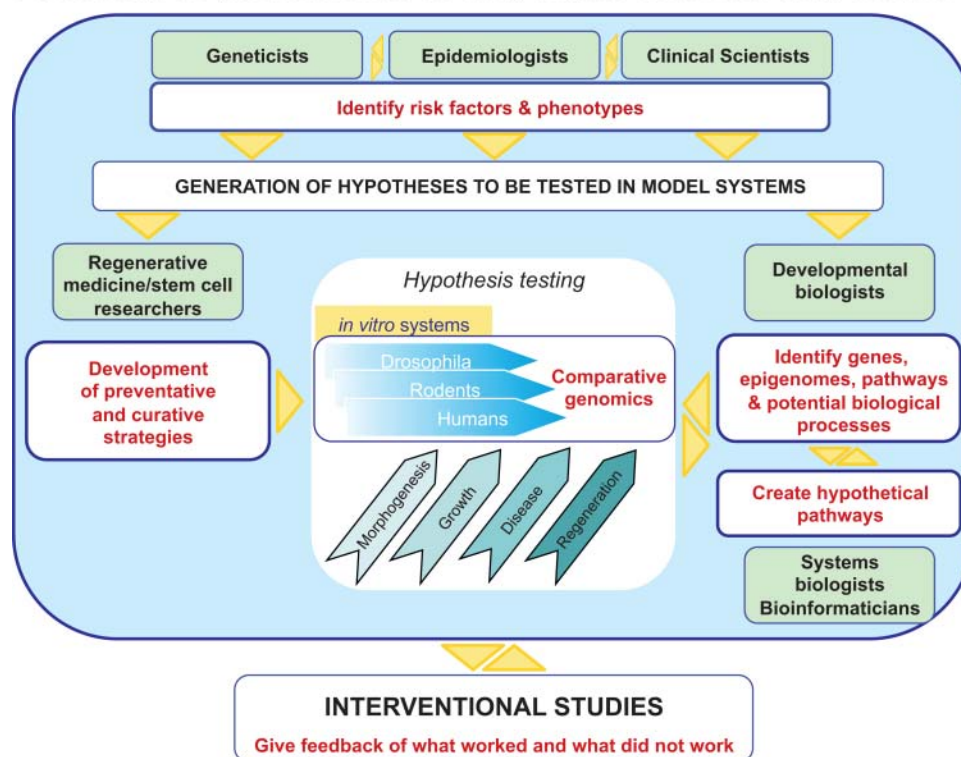 Geneticists
Epidemiologists
Clinical Scientists
Identify risk factors & phenotypes
GENERATION OF HYPOTHESES TO BE TESTED IN MODEL SYSTEMS
Regenerative
medicine/stem cell
researchers
Development
of preventative
and curative
strategies
Hypothesis testing
in vitro systems
Drosophila
Rodents
Humans
Comparative
genomics
Morphogenesis
Growth
Disease
Regeneration
Developmental
biologists
Identify genes,
epigenomes, pathways
& potential biological
processes
Create hypothetical
pathways
Systems
biologists
Bioinformaticians
INTERVENTIONAL STUDIES
Give feedback of what worked and what did not work